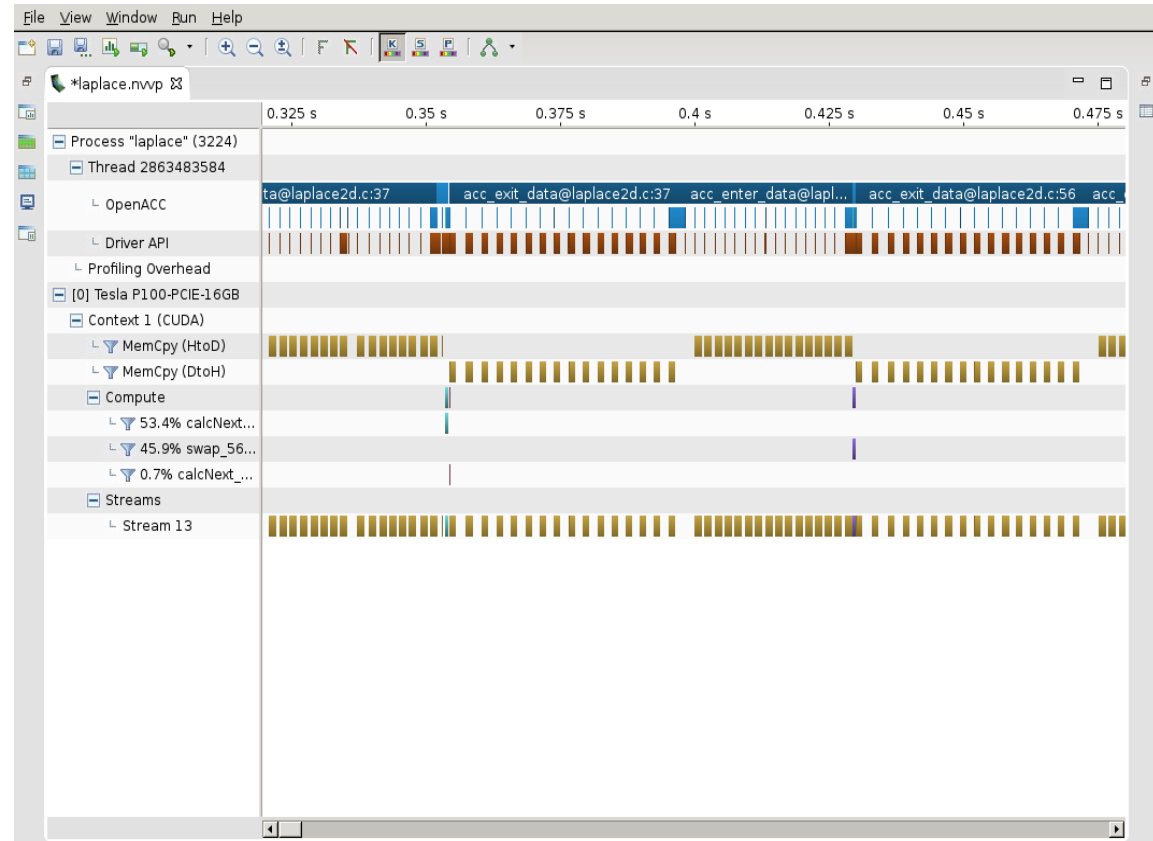 File View Window Run Help
F K K S P
*laplace.nvvp
0.325 s 0.35 s 0.375 s 0.4 s 0.425 s 0.45 s 0.475 s
Process "laplace" (3224)
Thread 2863483584
OpenACC
ta@laplace2d.c:37 acc_exit_data@laplace2d.c:37 acc_enter_data@lapl... acc_exit_data@laplace2d.c:56 acc_
Driver API
Profiling Overhead
[0] Tesla P100-PCIE-16GB
Context 1 (CUDA)
MemCpy (HtoD)
MemCpy (DtoH)
Compute
53.4% calcNext...
45.9% swap_56...
0.7% calcNext_...
Streams
Stream 13